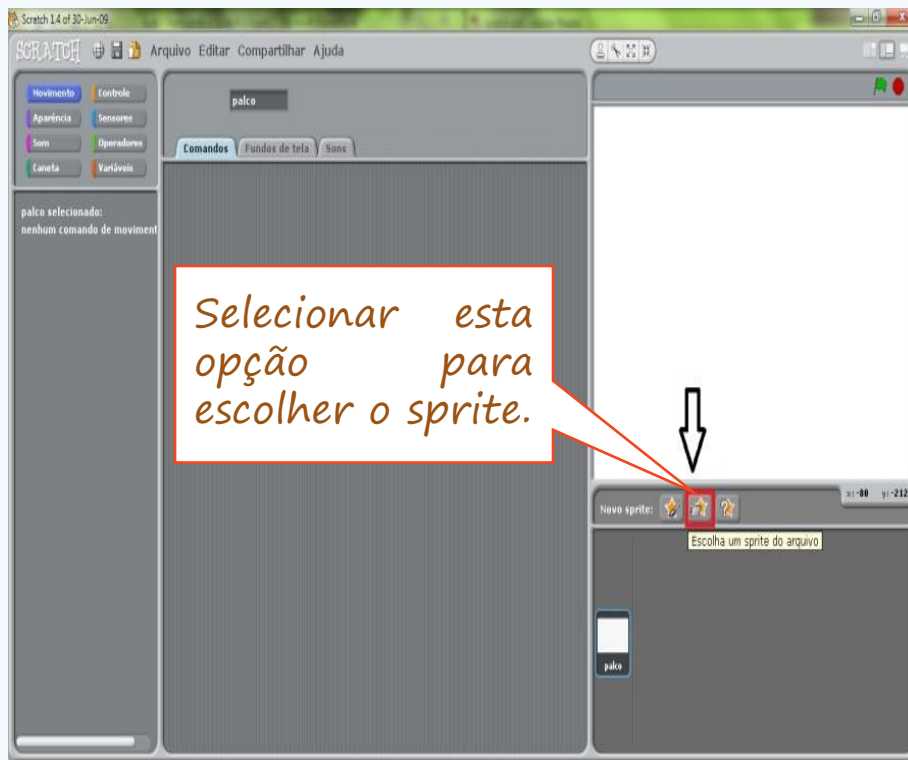 Scratch 1.4 of 30-Jun-09
SCRATCH Arquivo Editar Compartilhar Ajuda
Movimento Controle
Aparência Sensores
Som Operadores
Caneta Variáveis
palco
Comandos Fundos de tela Sons
palco selecionado:
nenhum comando de moviment
Selecionar esta
opção para
escolher o sprite.
x:-80 y:-212
Novo sprite:
Escolha um sprite do arquivo
palco